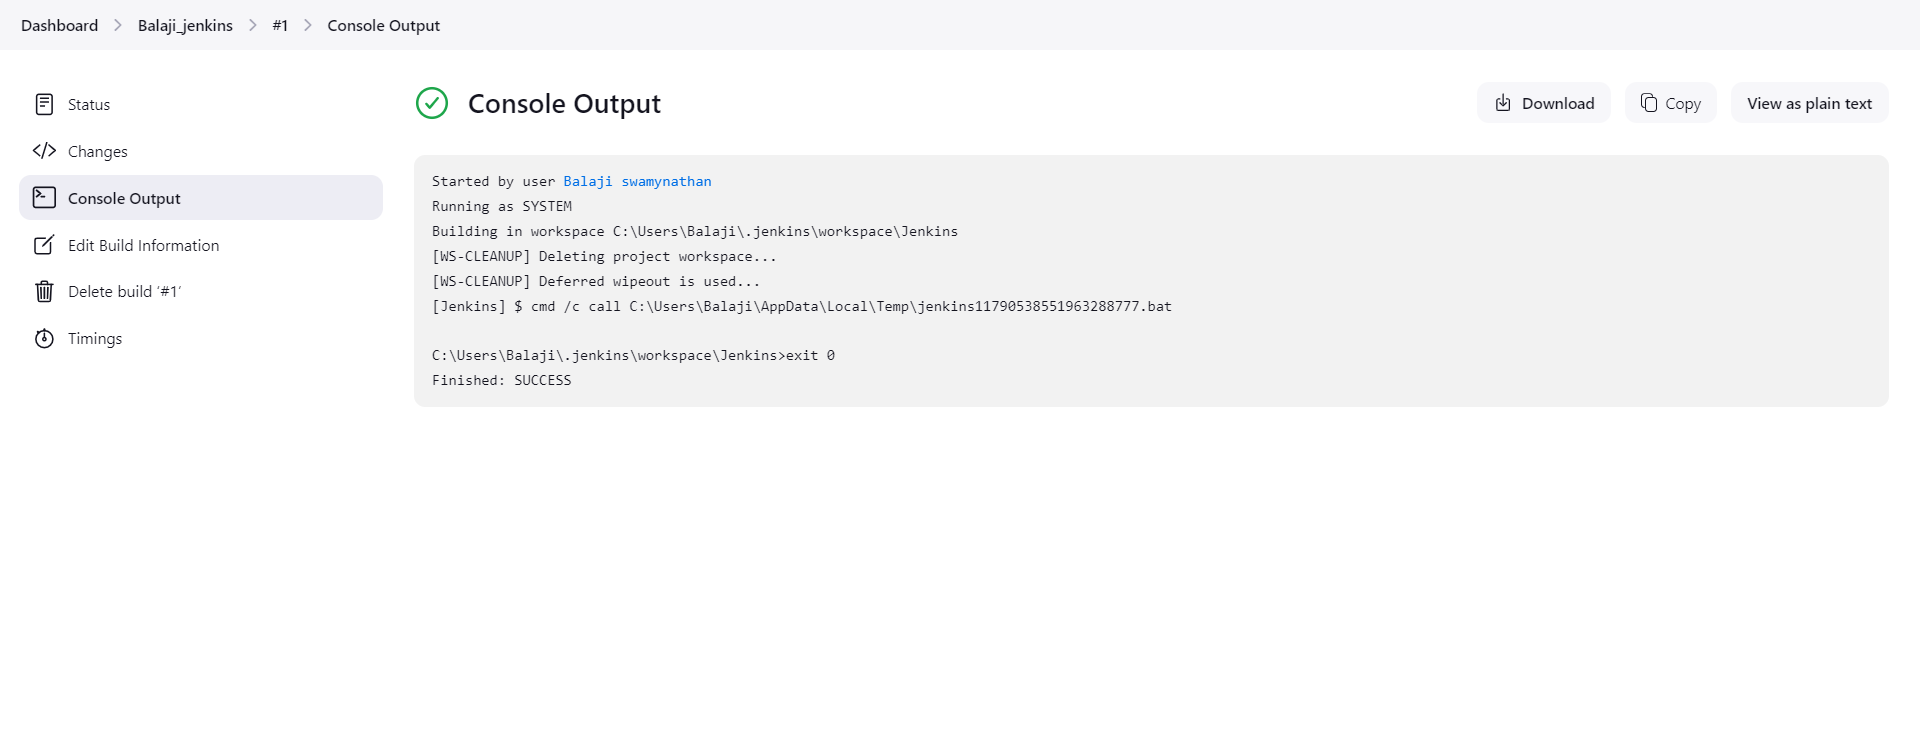 Dashboard > Balaji_jenkins > #1 > Console Output
Status
Changes
Console Output
Edit Build Information
Delete build ‘#1’
Timings
Console Output
Download
Copy
View as plain text
Started by user Balaji swamynathan
Running as SYSTEM
Building in workspace C:\Users\Balaji\.jenkins\workspace\Jenkins
[WS-CLEANUP] Deleting project workspace...
[WS-CLEANUP] Deferred wipeout is used...
[Jenkins] $ cmd /c call C:\Users\Balaji\AppData\Local\Temp\jenkins11790538551963288777.bat
C:\Users\Balaji\.jenkins\workspace\Jenkins>exit 0
Finished: SUCCESS